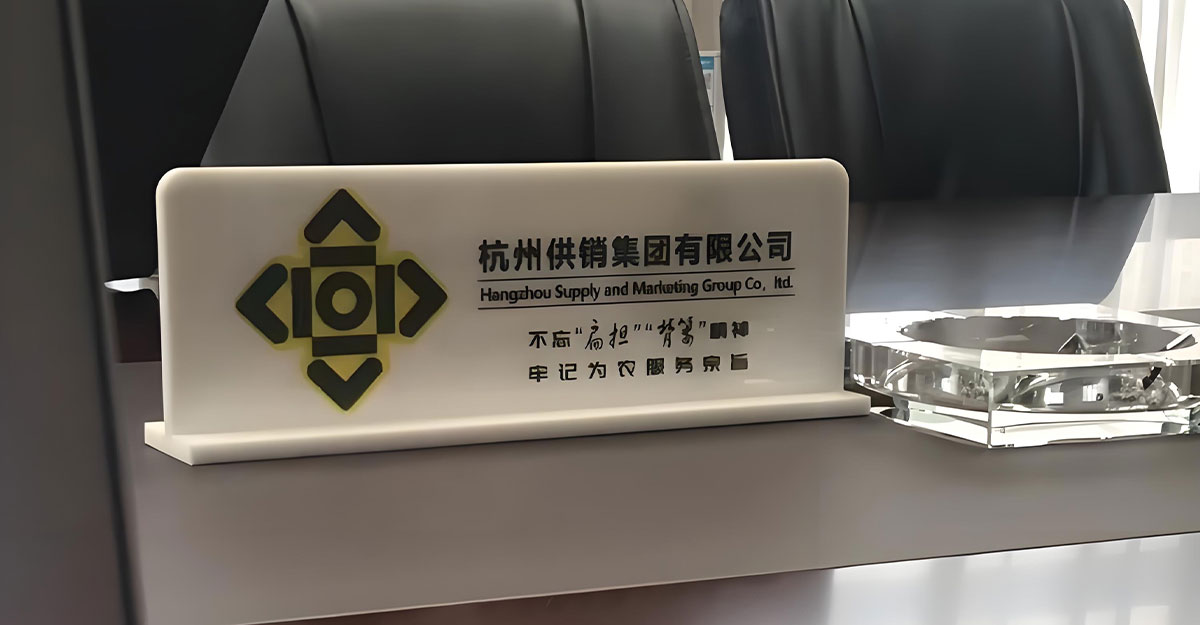 杭州供销集团有限公司
Hangzhou Supply and Marketing Group Co, ltd.
不忘“扁担”“背篓”精神
牢记为农服务宗旨